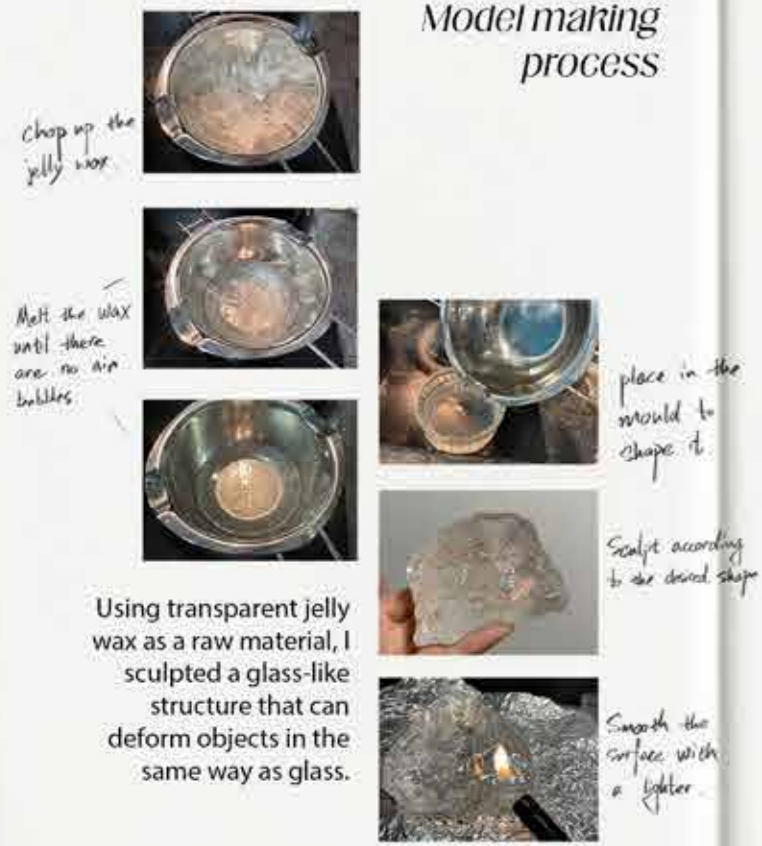 Model making
process
Chop up the
jelly wax.
Melt the wax
until there
are no air
bubbles
Using transparent jelly
wax as a raw material, I
sculpted a glass-like
structure that can
deform objects in the
same way as glass.
place in the
mould to
shape it
Sculpt according
to the desired shape
Smooth the
surface with
a lighter.